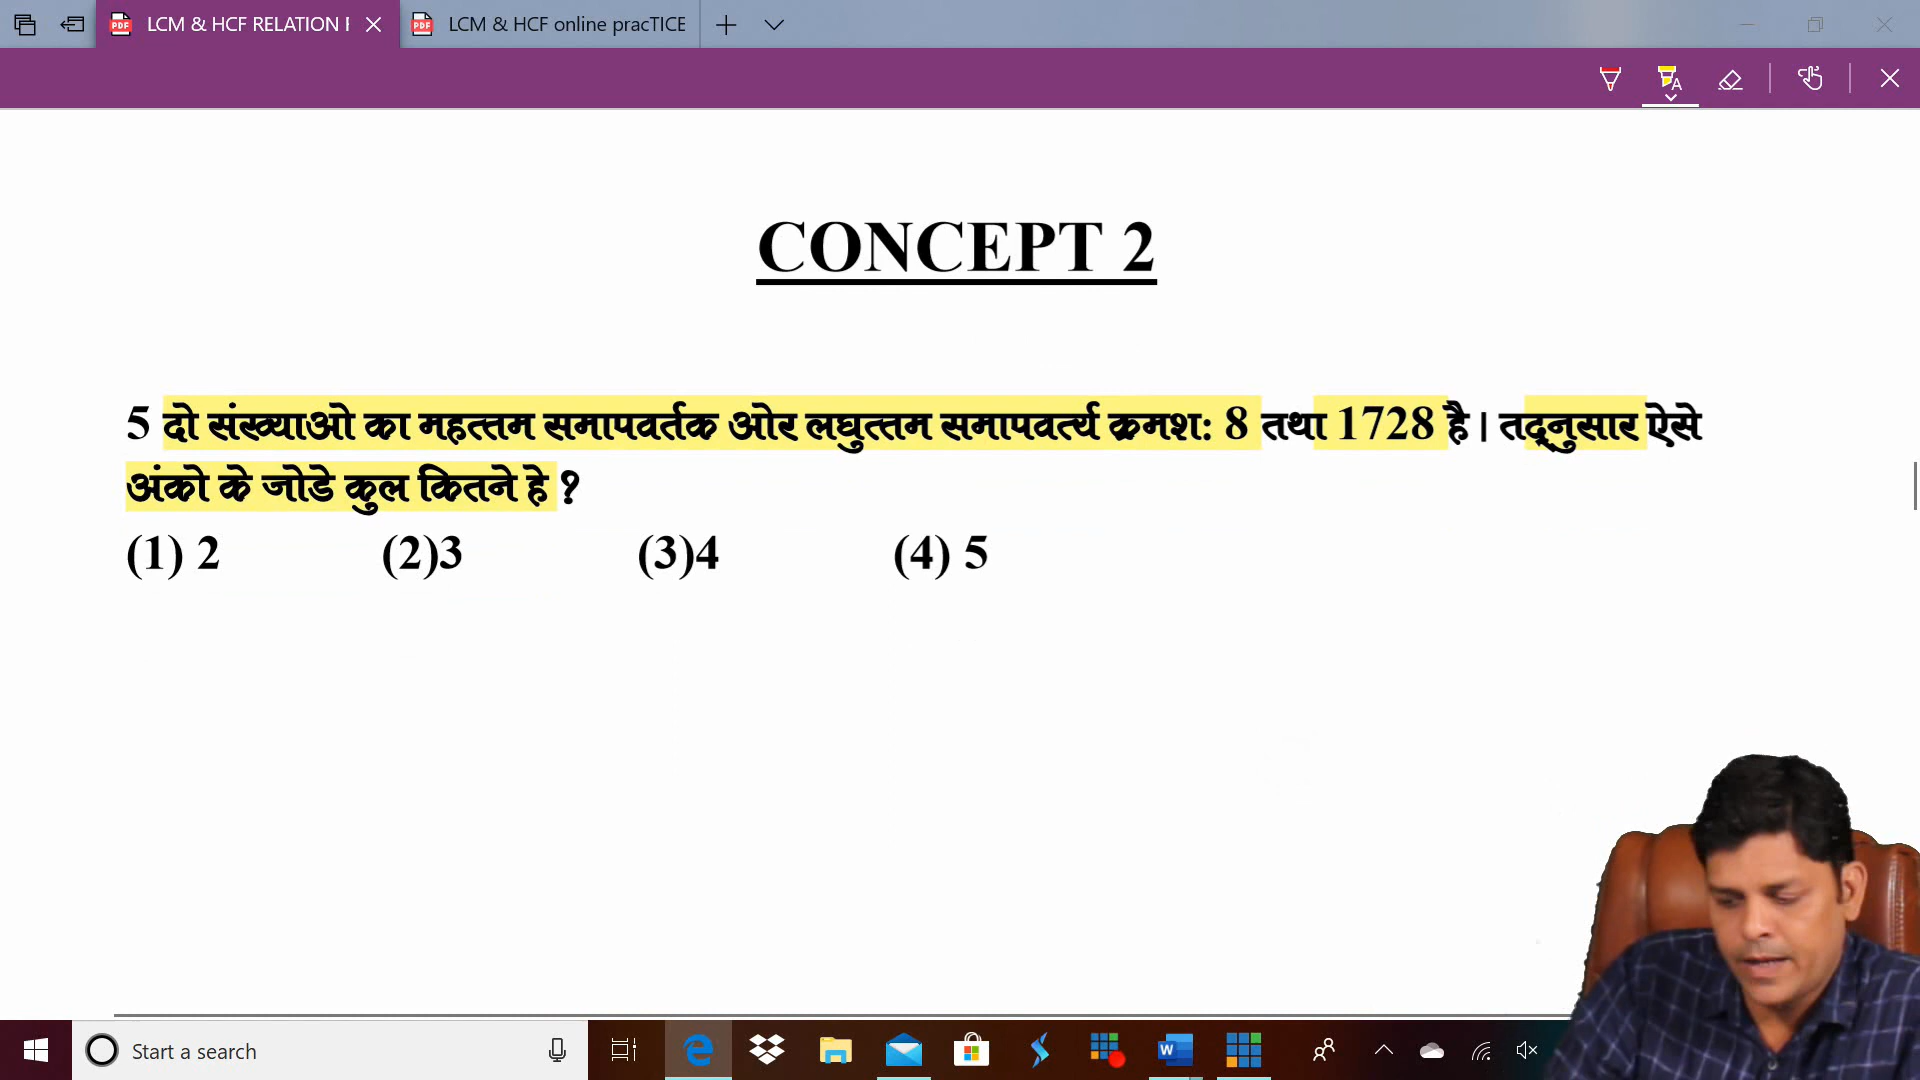 LCM & HCF RELATION F
LCM & HCF online pracTICE
CONCEPT 2
5 दो संख्याओ का महत्तम समापवर्तक ओर लघुत्तम समापवर्त्य क्रमश: 8 तथा 1728 है। तद्नुसार ऐसे
अंको के जोडे कुल कितने हे ?
(1) 2 (2)3 (3)4 (4) 5
Start a search